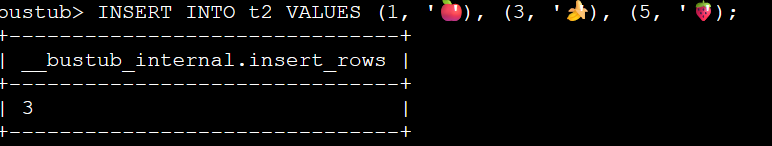 bustub> INSERT INTO t2 VALUES (1, '🍎), (3, '🍌), (5, '🍓);
+-------------------------------+
| __bustub_internal.insert_rows |
+-------------------------------+
| 3                             |
+-------------------------------+